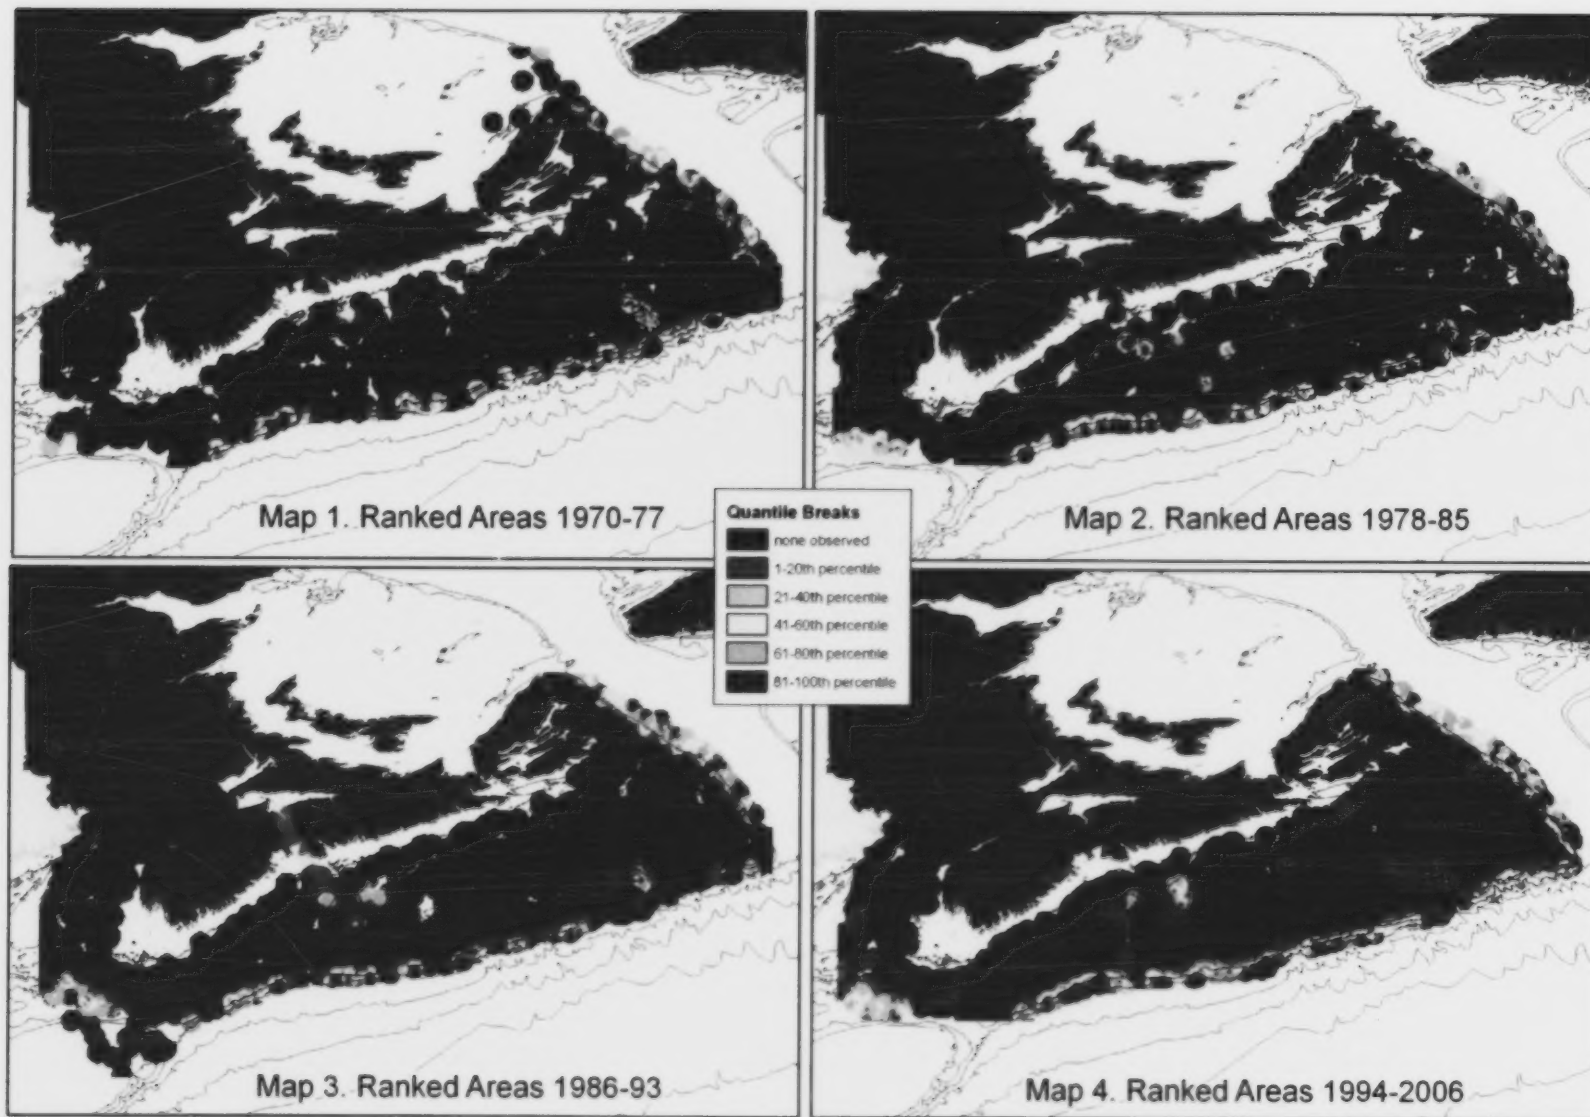 Map 1. Ranked Areas 1970-77
Map 2. Ranked Areas 1978-85
Quantile Breaks
none observed
1-20th percentile
21-40th percentile
41-60th percentile
61-80th percentile
81-100th percentile
Map 3. Ranked Areas 1986-93
Map 4. Ranked Areas 1994-2006